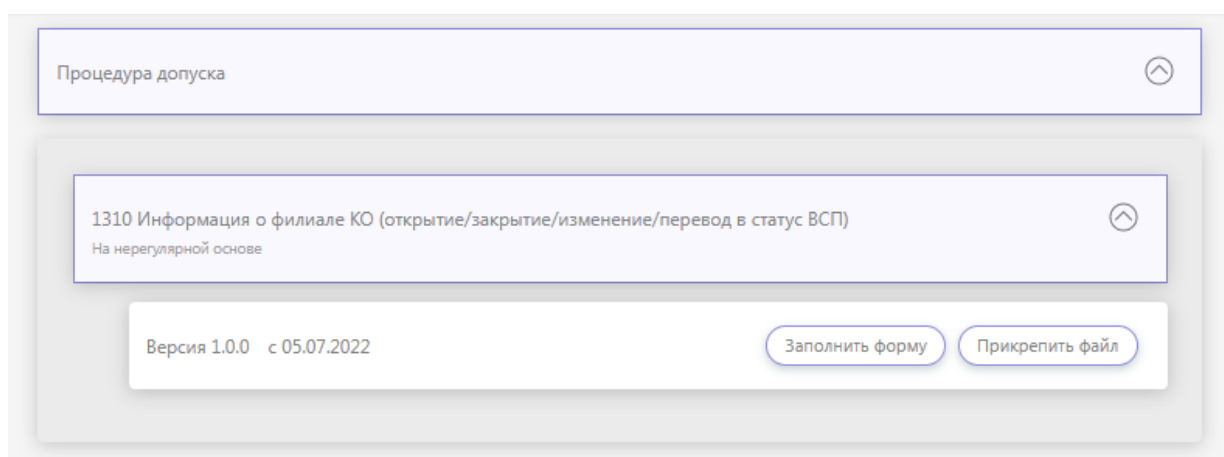 Процедура допуска
1310 Информация о филиале КО (открытие/закрытие/изменение/перевод в статус ВСП)
На нерегулярной основе
Версия 1.0.0 с 05.07.2022 Заполнить форму Прикрепить файл